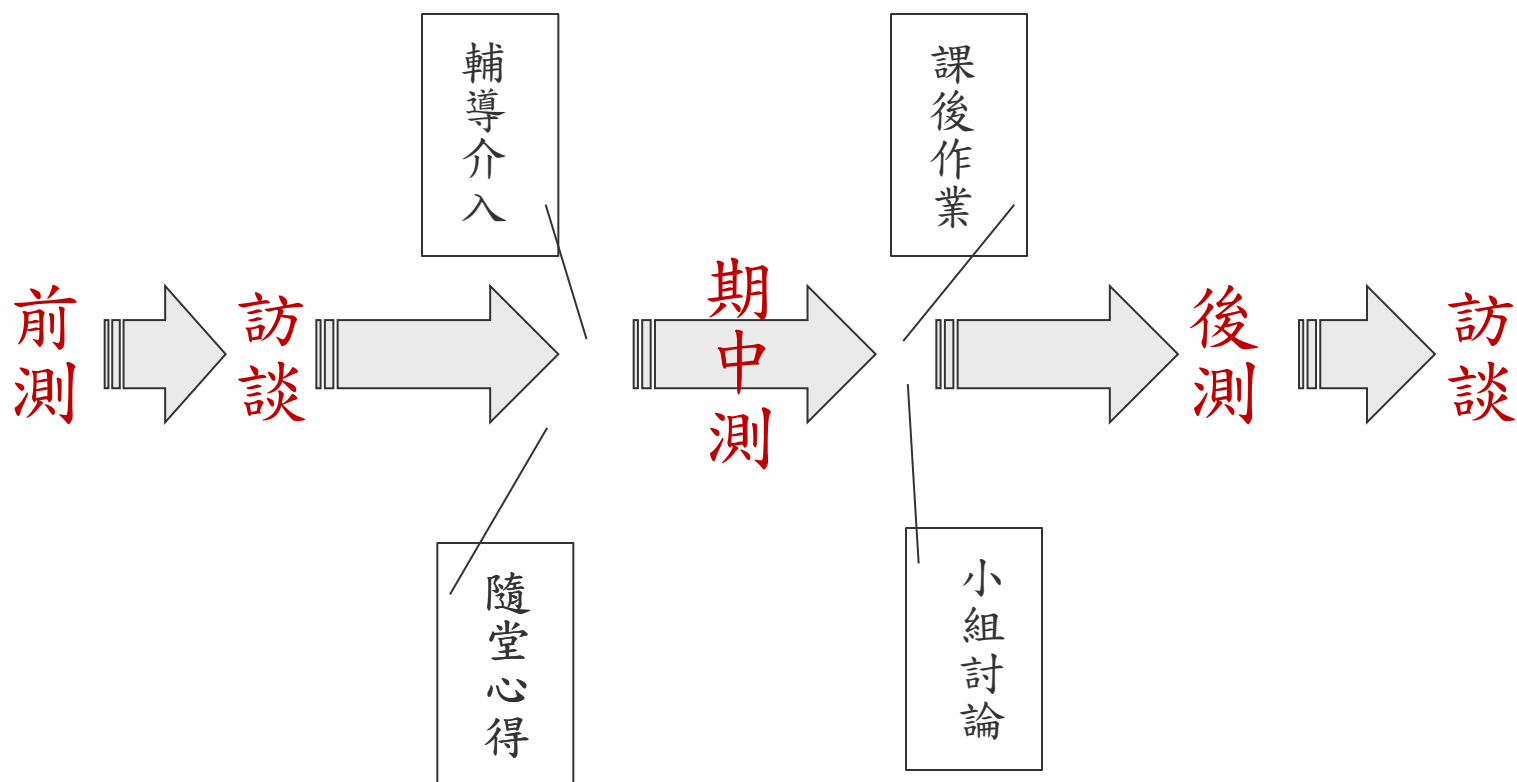 前測
訪談
輔導介入
隨堂心得
期中測
課後作業
小組討論
後測
訪談